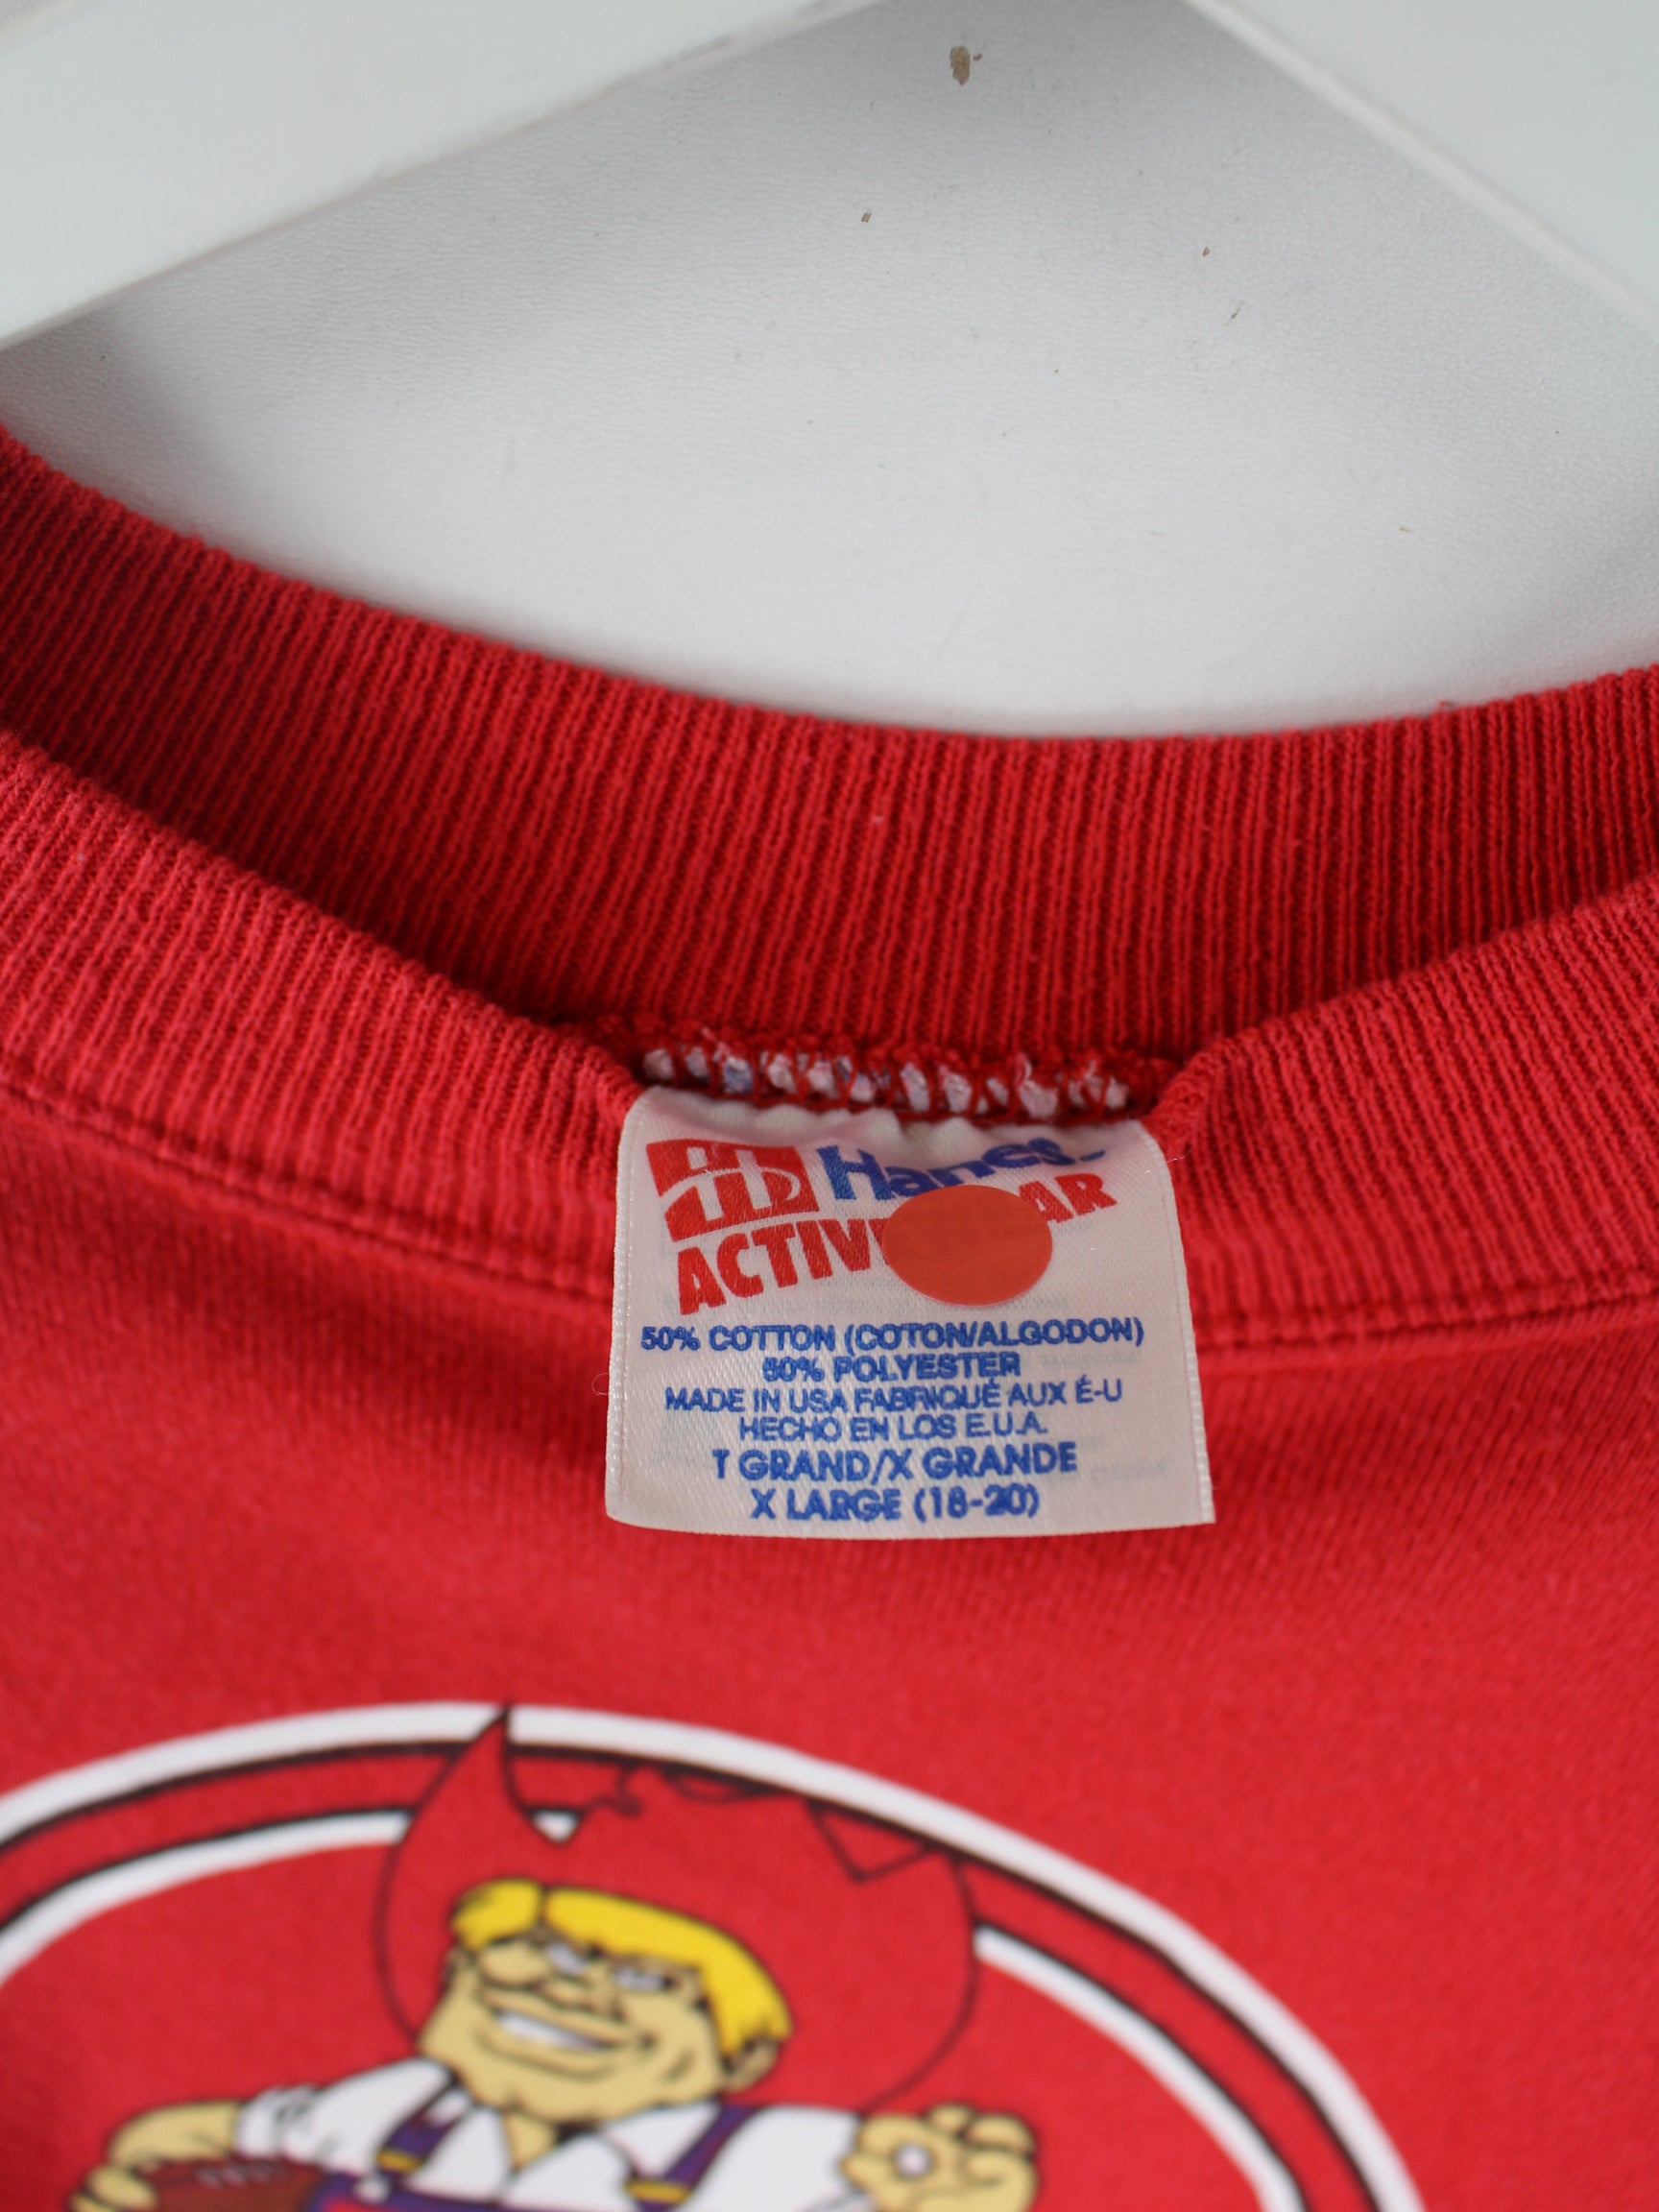 Hanes.
50% COTTON (COTON/ALGODON)
50% POLYESTER
MADE IN USA FABRIQUÉ AUX É-U
HECHO EN LOS E.U.A.
T GRAND/X GRANDE
X LARGE (18-20)